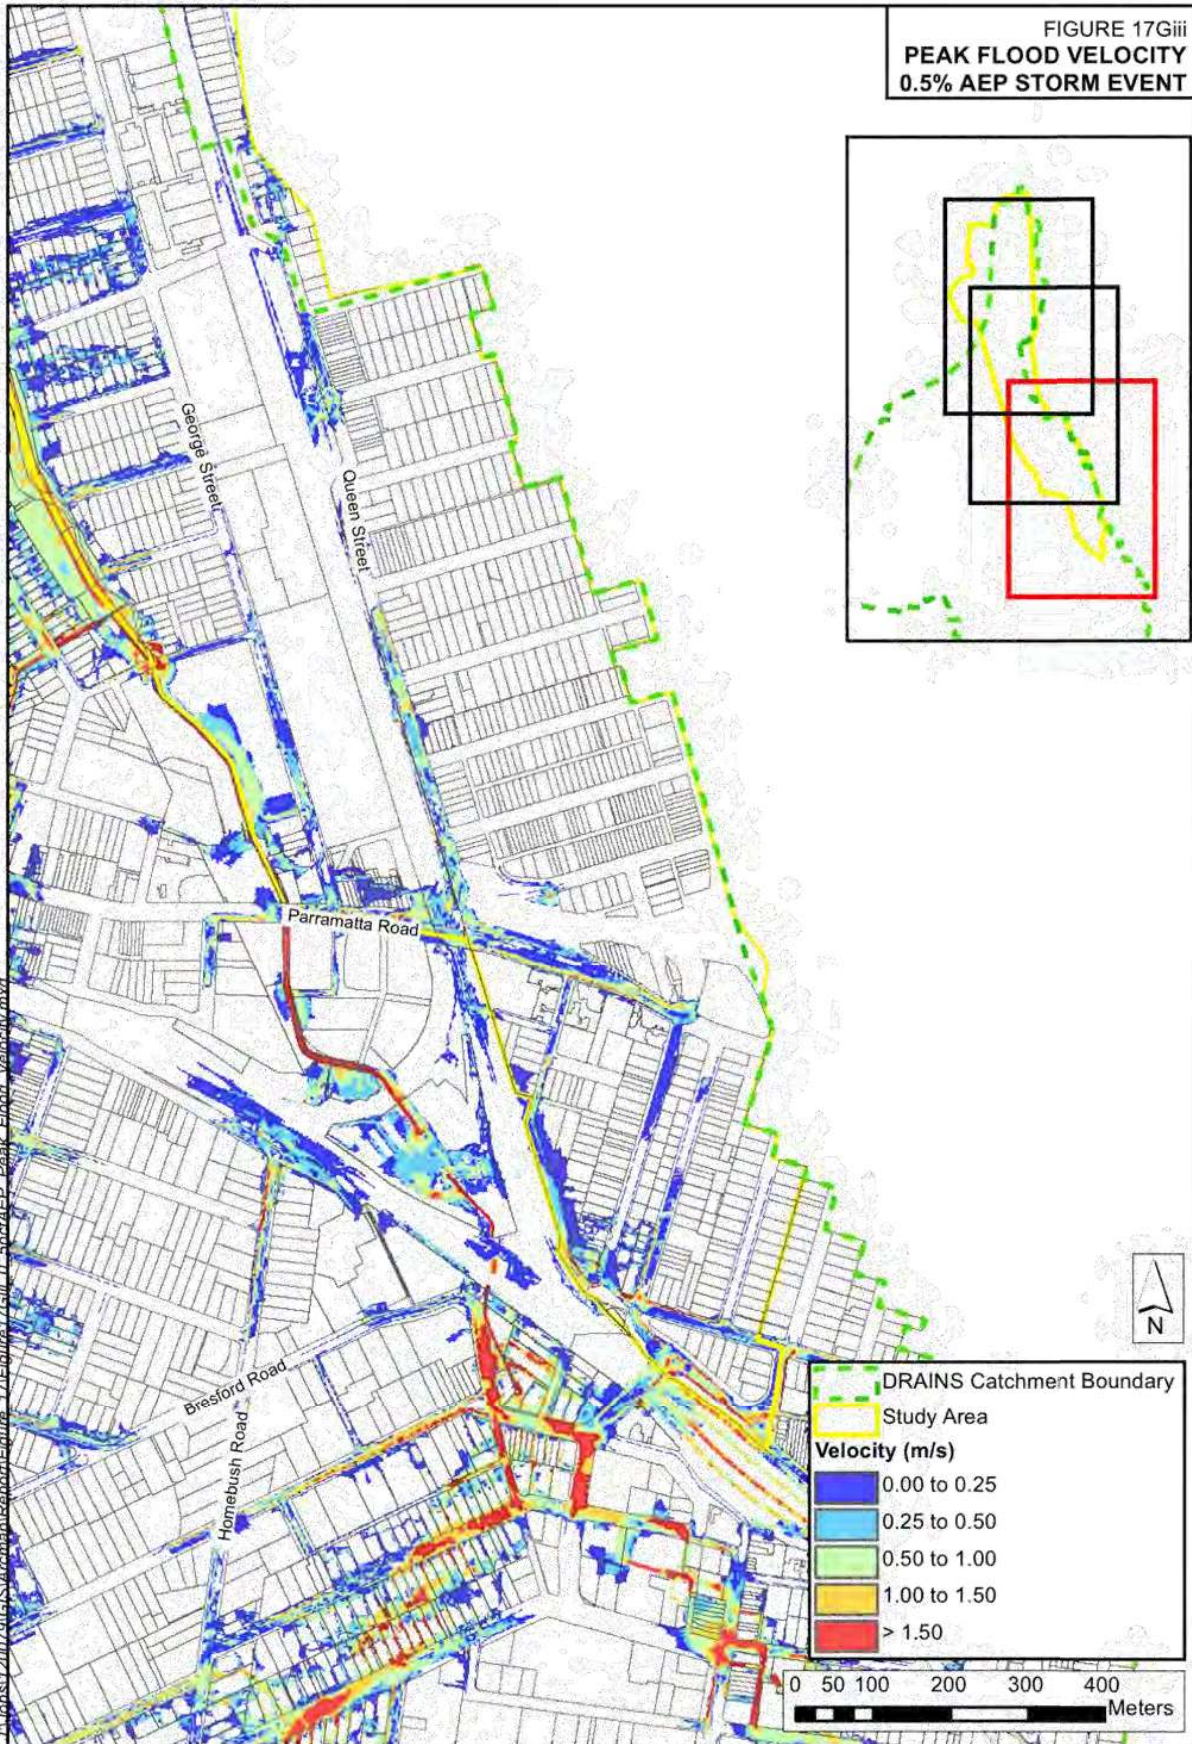 FIGURE 17Giii
PEAK FLOOD VELOCITY
0.5% AEP STORM EVENT
George Street
Queen Street
Parramatta Road
Bresford Road
Homebush Road
N
DRAINS Catchment Boundary
Study Area
Velocity (m/s)
0.00 to 0.25
0.25 to 0.50
0.50 to 1.00
1.00 to 1.50
> 1.50
0 50 100 200 300 400
Meters